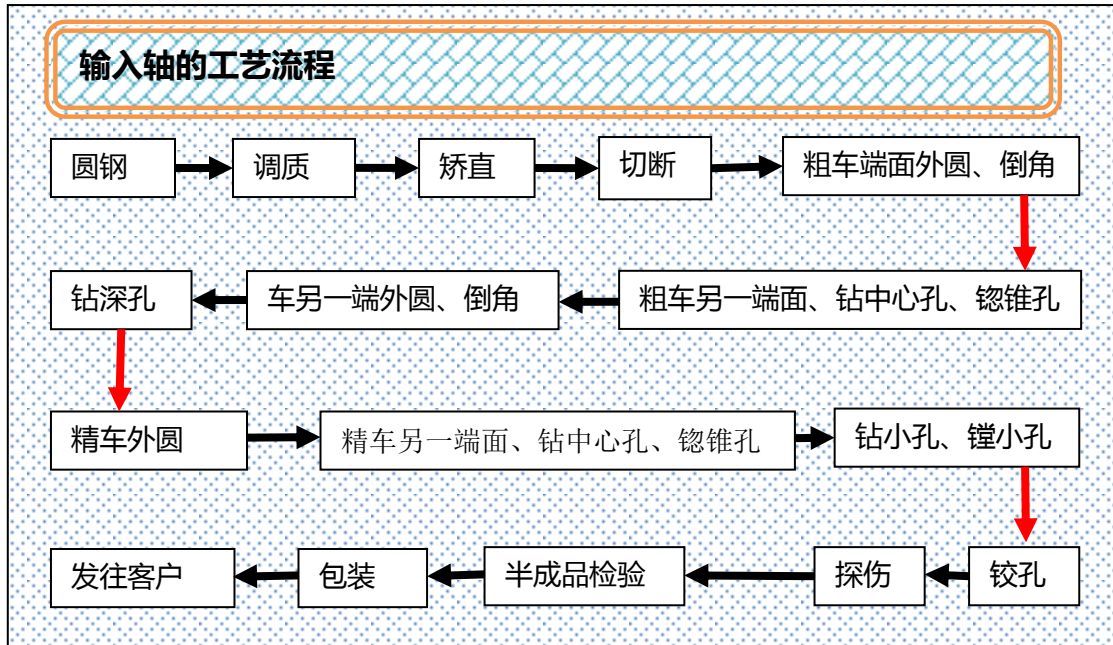 输入轴的工艺流程
圆钢
调质
矫直
切断
粗车端面外圆、倒角
粗车另一端面、钻中心孔、锪锥孔
车另一端外圆、倒角
钻深孔
精车外圆
精车另一端面、钻中心孔、锪锥孔
钻小孔、镗小孔
铰孔
探伤
半成品检验
包装
发往客户